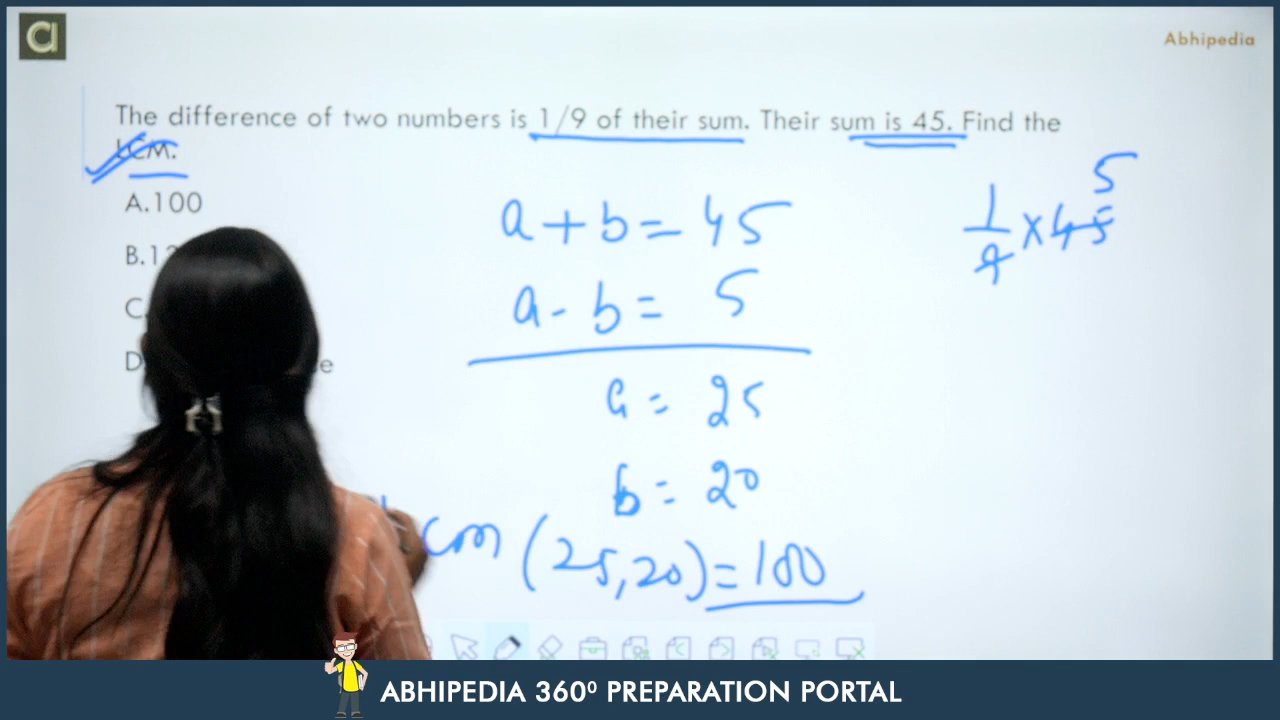 Abhipedia
The difference of two numbers is 1/9 of their sum. Their sum is 45. Find the
LCM.
A.100
B.1
C.
D.
e
a + b = 45
a - b = 5
a = 25
b = 20
cm (25,20) = 100
1/9 × 45
5
ABHIPEDIA 360⁰ PREPARATION PORTAL